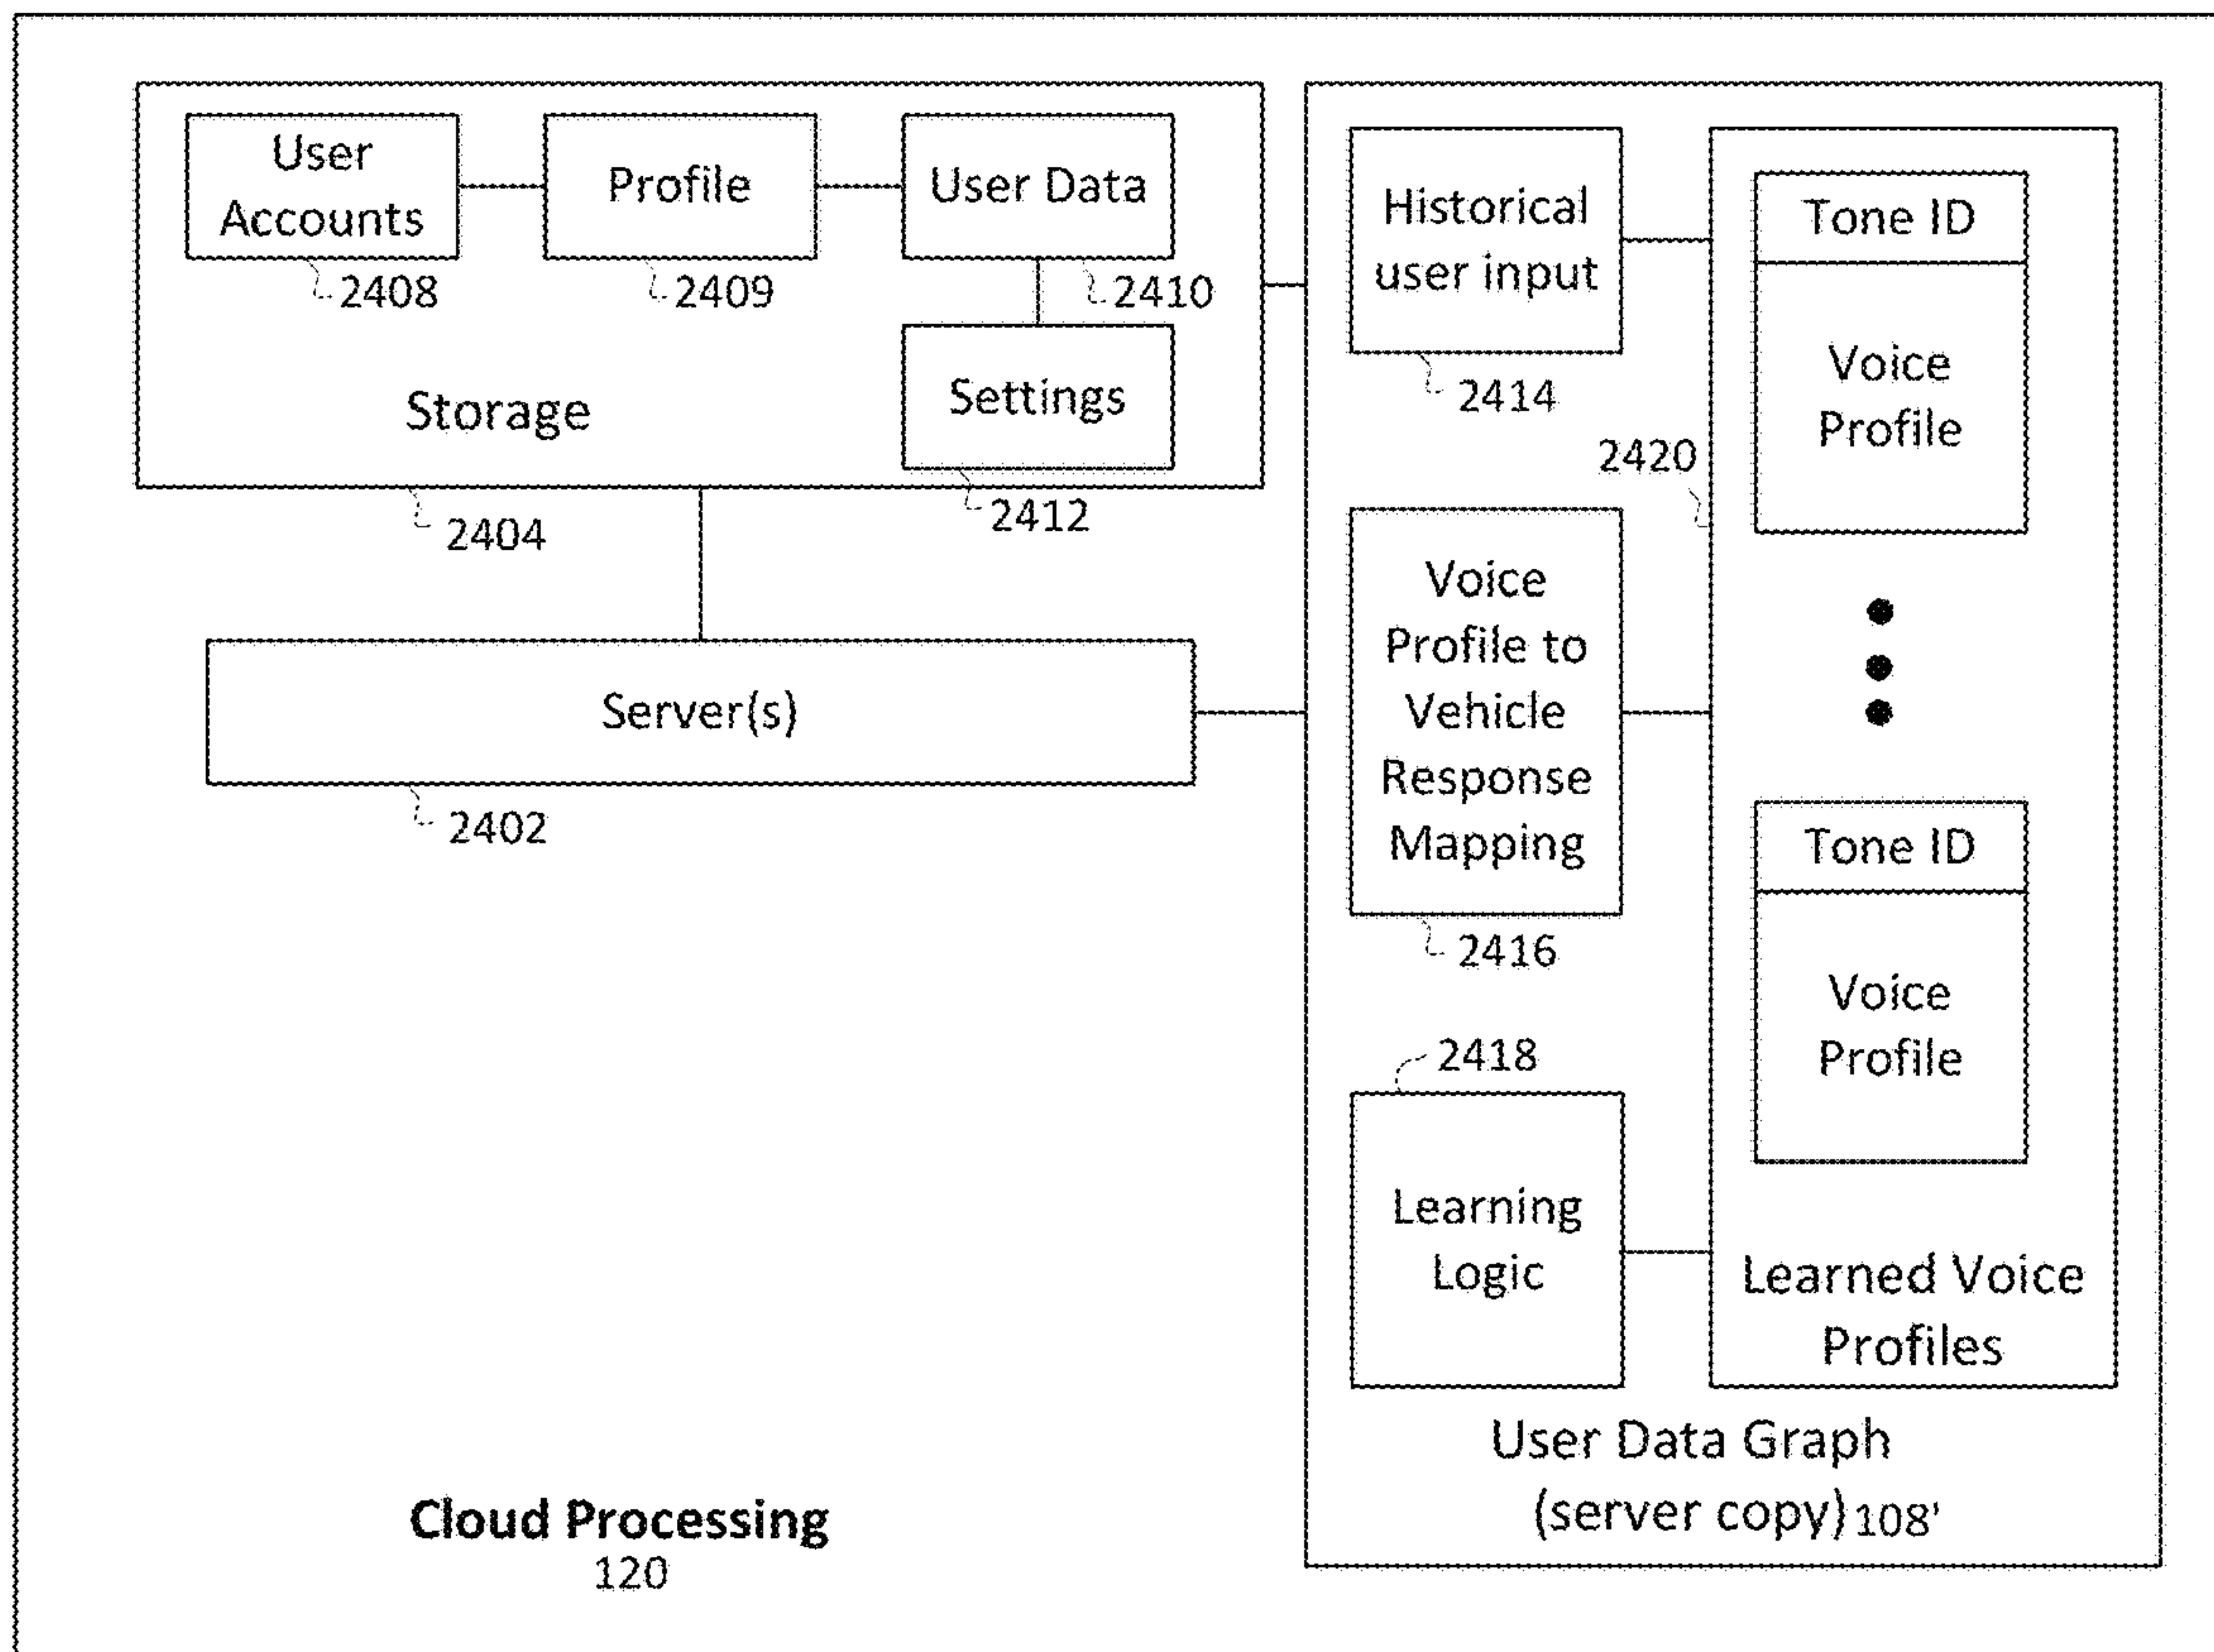 User
Accounts
2408
Profile
2409
User Data
2410
Settings
2412
Storage
2404
Server(s)
2402
Historical
user input
2414
2420
Voice
Profile to
Vehicle
Response
Mapping
2416
2418
Learning
Logic
Tone ID
Voice
Profile
Tone ID
Voice
Profile
Learned Voice
Profiles
User Data Graph
(server copy) 108'
Cloud Processing
120